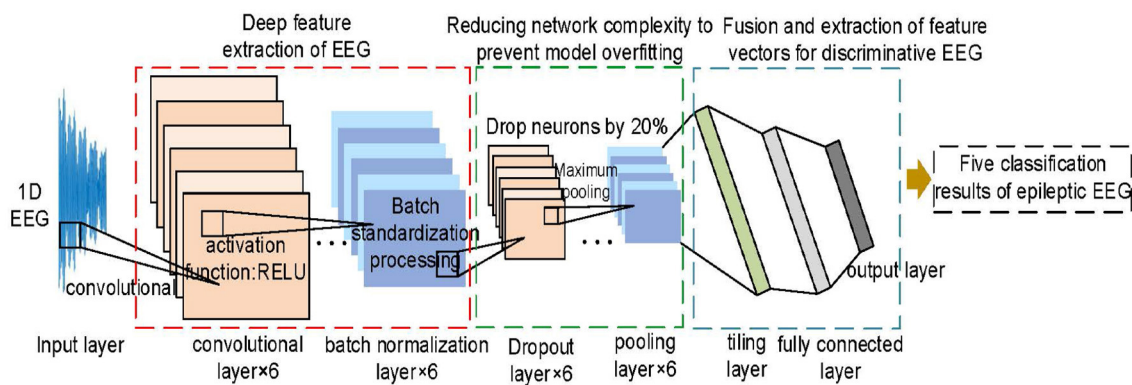 Deep feature
extraction of EEG
Reducing network complexity to
prevent model overfitting
Fusion and extraction of feature
vectors for discriminative EEG
1D
EEG
convolutional
activation
function:RELU
...
Batch
standardization
processing
Drop neurons by 20%
Maximum
pooling
...
output layer
Five classification
results of epileptic EEG
Input layer
convolutional
layer×6
batch normalization
layer×6
Dropout
layer×6
pooling
layer×6
tiling
layer
fully connected
layer